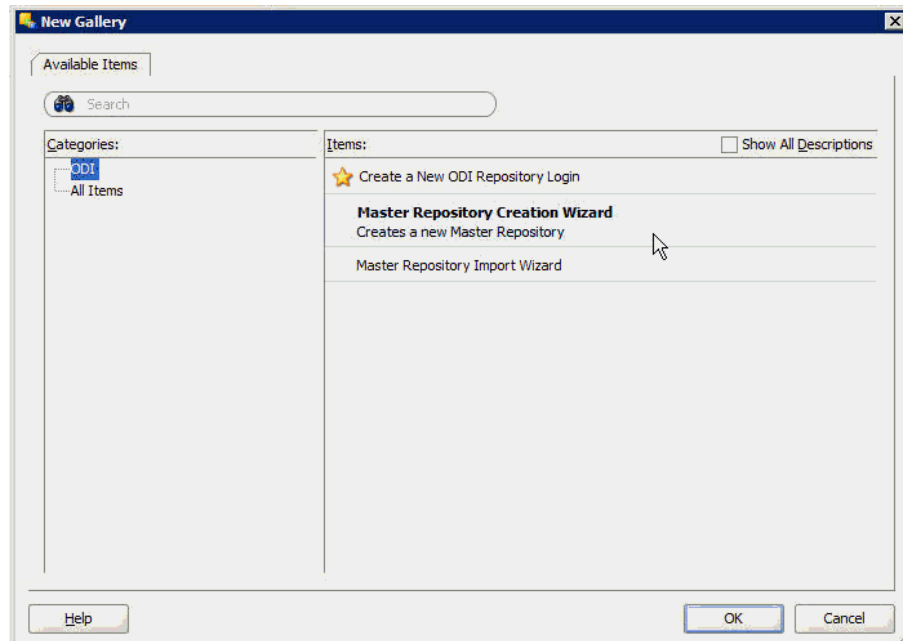 New Gallery
Available Items
Search
Categories:
ODI
All Items
Items:
Show All Descriptions
Create a New ODI Repository Login
Master Repository Creation Wizard
Creates a new Master Repository
Master Repository Import Wizard
Help
OK
Cancel